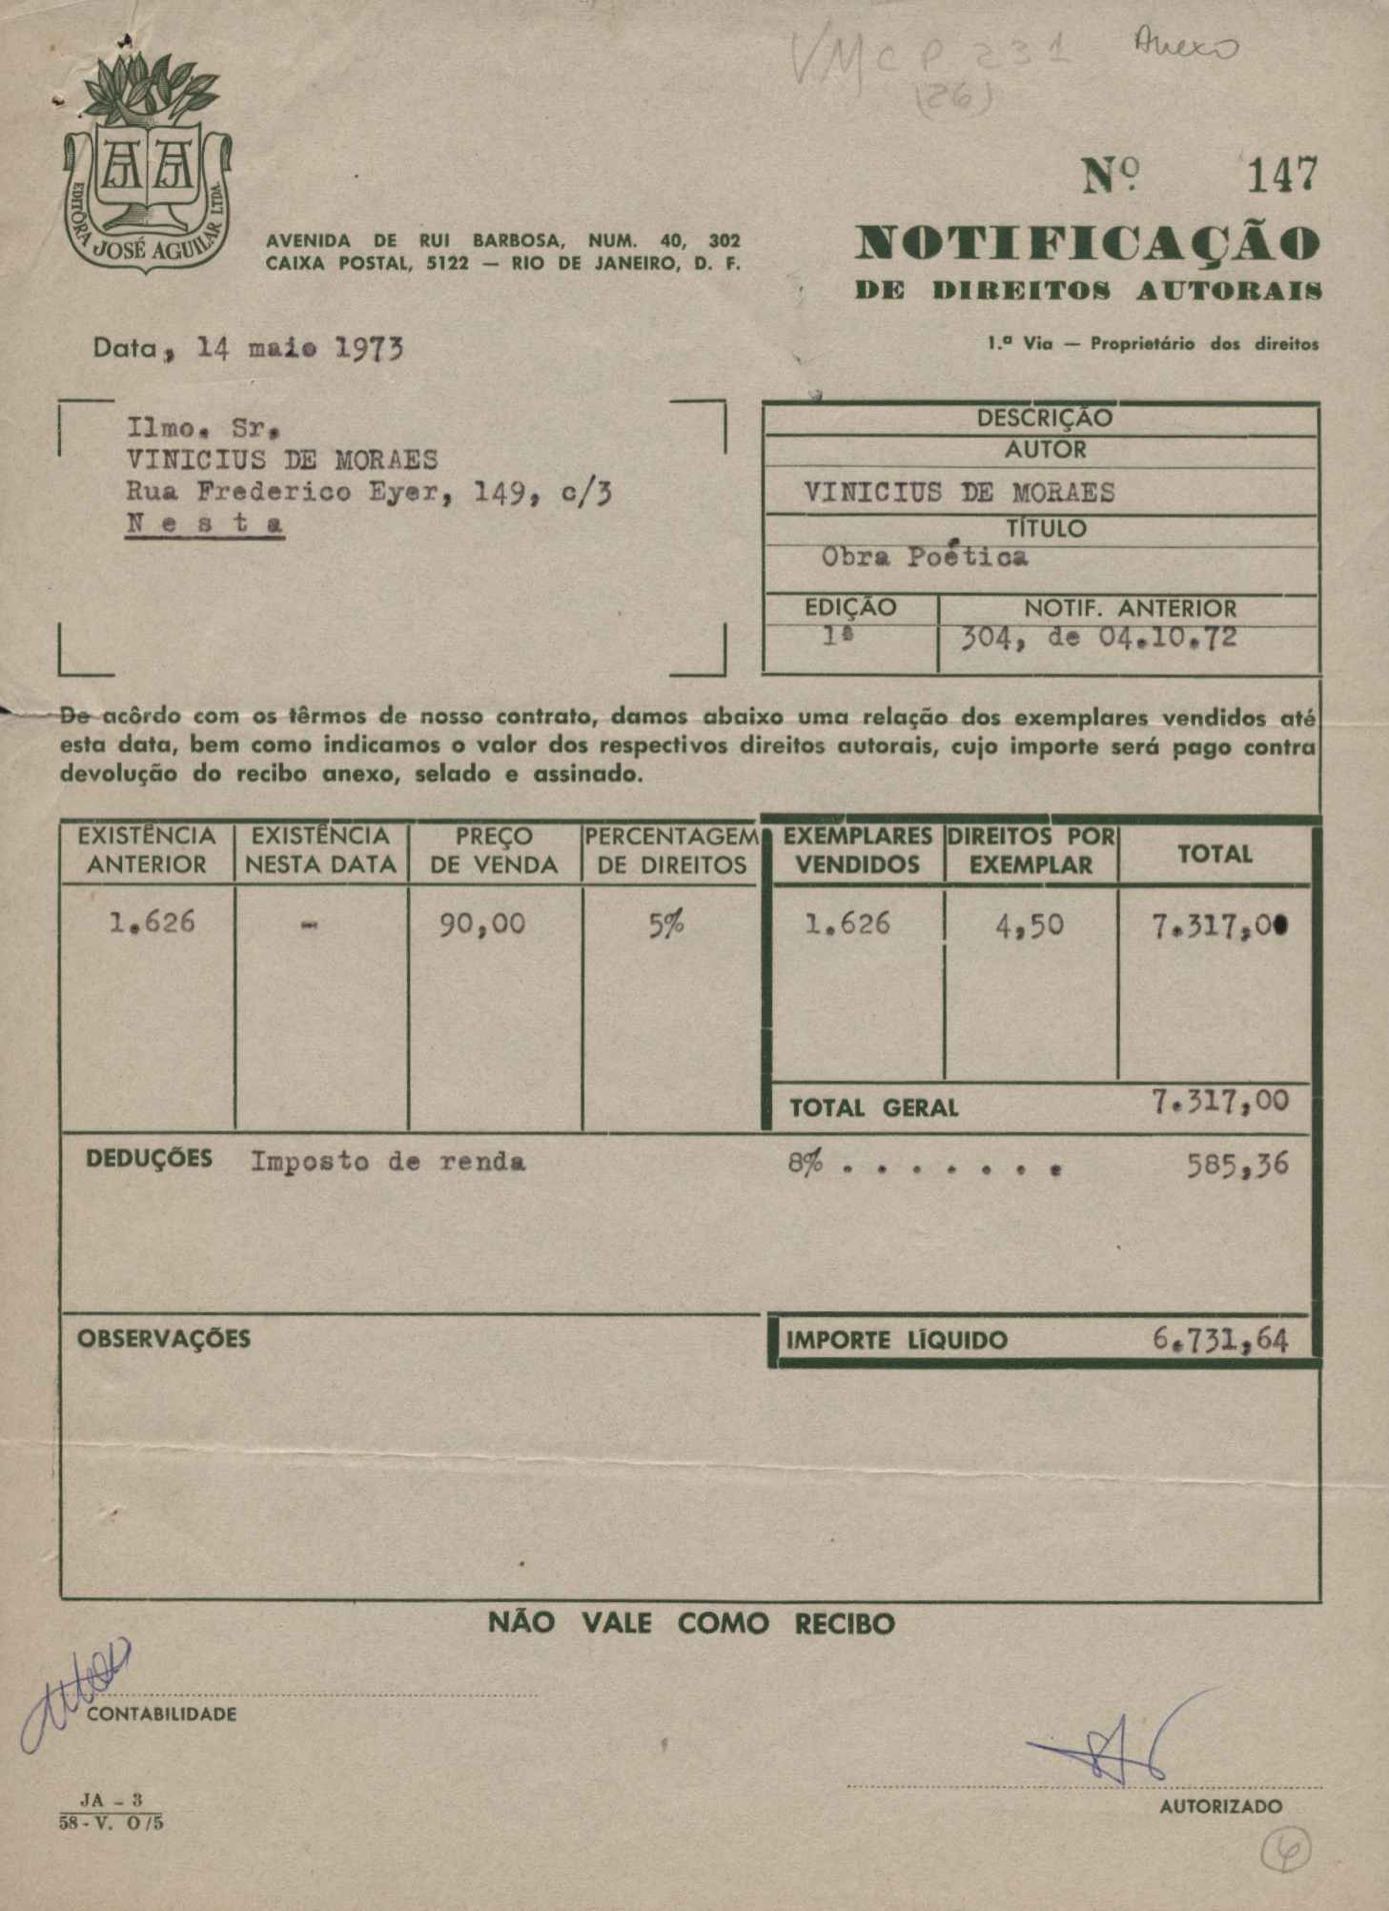 VMCP 231 Anexo
(26)
EDITÔRA JOSÉ AGUILAR LTDA
Nº 147
AVENIDA DE RUI BARBOSA, NUM. 40, 302
CAIXA POSTAL, 5122 — RIO DE JANEIRO, D. F.
NOTIFICAÇÃO
DE DIREITOS AUTORAIS
Data, 14 maio 1973
1.ª Via — Proprietário dos direitos
Ilmo. Sr.
VINICIUS DE MORAES
Rua Frederico Eyer, 149, c/3
N e s t a
DESCRIÇÃO
AUTOR
VINICIUS DE MORAES
TÍTULO
Obra Poética
EDIÇÃO NOTIF. ANTERIOR
1ª 304, de 04.10.72
De acôrdo com os têrmos de nosso contrato, damos abaixo uma relação dos exemplares vendidos até
esta data, bem como indicamos o valor dos respectivos direitos autorais, cujo importe será pago contra
devolução do recibo anexo, selado e assinado.
EXISTÊNCIA ANTERIOR EXISTÊNCIA NESTA DATA PREÇO DE VENDA PERCENTAGEM DE DIREITOS EXEMPLARES VENDIDOS DIREITOS POR EXEMPLAR TOTAL
1.626 - 90,00 5% 1.626 4,50 7.317,00
TOTAL GERAL 7.317,00
DEDUÇÕES Imposto de renda 8% . . . . . . . 585,36
OBSERVAÇÕES IMPORTE LÍQUIDO 6.731,64
NÃO VALE COMO RECIBO
CONTABILIDADE
AUTORIZADO
JA - 3
58 - V. O/5